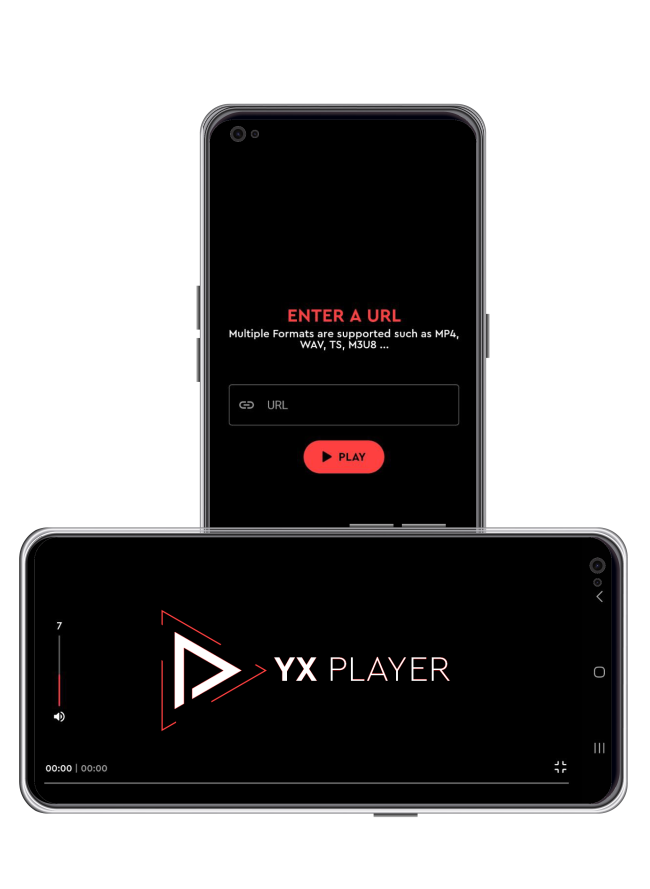 ENTER A URL
Multiple Formats are supported such as MP4,
WAV, TS, M3U8 ...
URL
PLAY
7
YX PLAYER
00:00 | 00:00